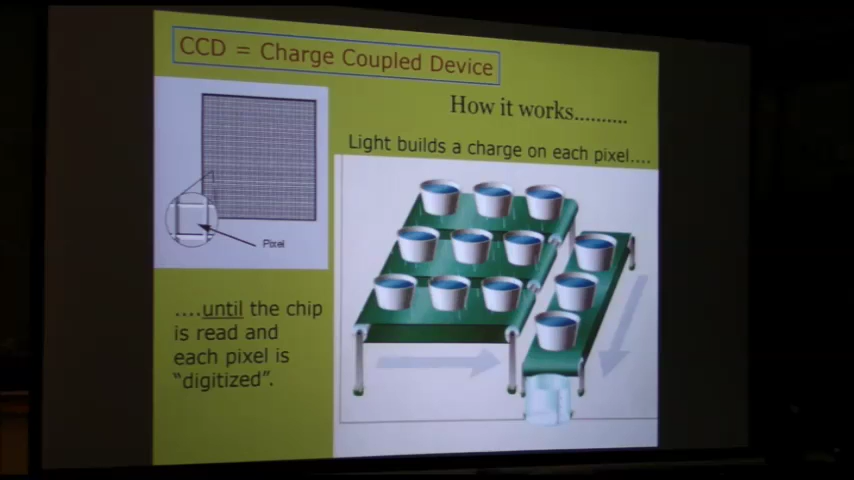 CCD = Charge Coupled Device
How it works..........
Light builds a charge on each pixel....
Pixel
....until the chip
is read and
each pixel is
“digitized”.